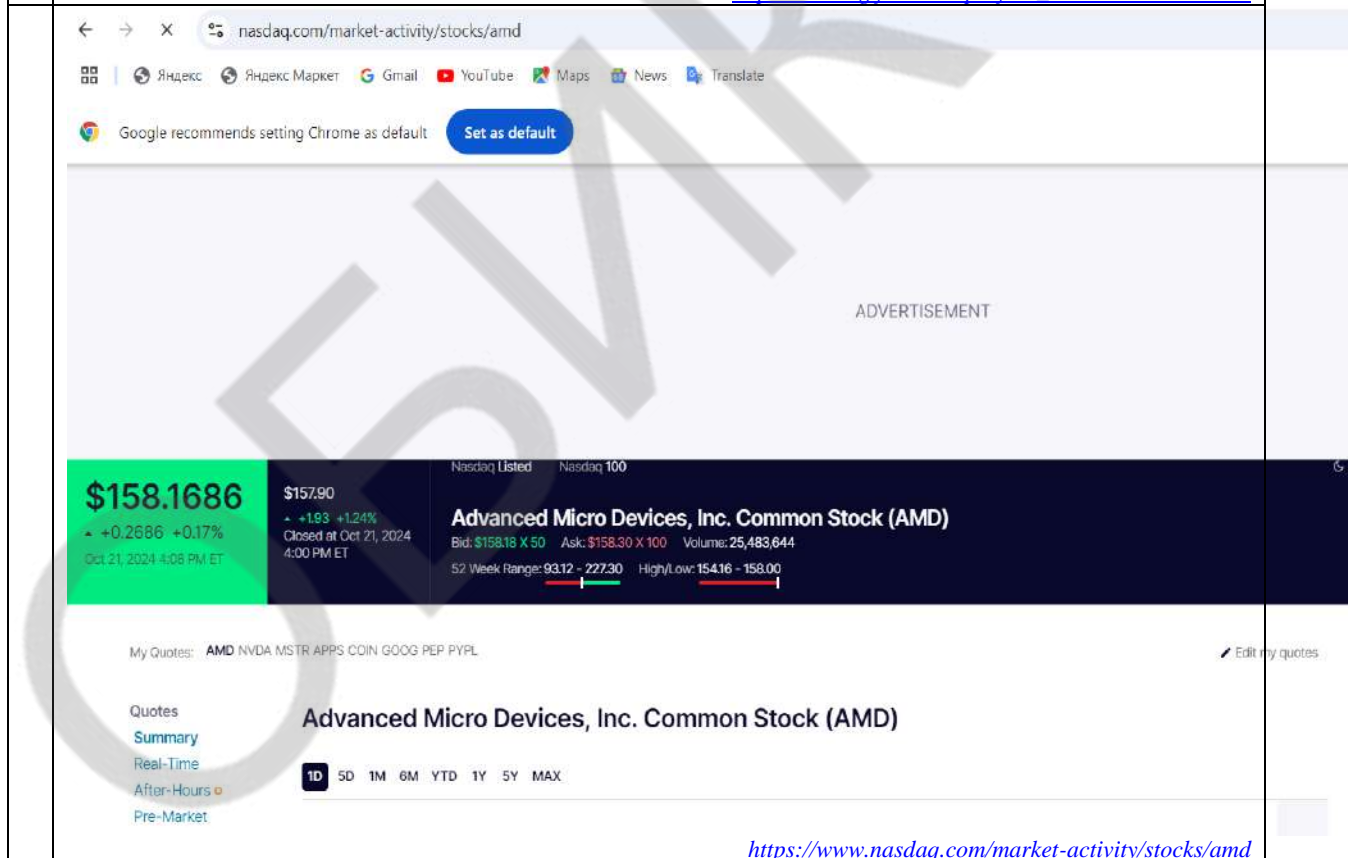 nasdaq.com/market-activity/stocks/amd
Яндекс Яндекс Маркет Gmail YouTube Maps News Translate
Google recommends setting Chrome as default Set as default
ADVERTISEMENT
Nasdaq Listed Nasdaq 100
$158.1686
+0.2686 +0.17%
Oct 21, 2024 4:08 PM ET
$157.90
+1.93 +1.24%
Closed at Oct 21, 2024
4:00 PM ET
Advanced Micro Devices, Inc. Common Stock (AMD)
Bid: $158.18 X 50 Ask: $158.30 X 100 Volume: 25,483,644
52 Week Range: 93.12 - 227.30 High/Low: 154.16 - 158.00
My Quotes: AMD NVDA MSTR APPS COIN GOOG PEP PYPL
Edit my quotes
Quotes
Summary
Real-Time
After-Hours
Pre-Market
Advanced Micro Devices, Inc. Common Stock (AMD)
1D 5D 1M 6M YTD 1Y 5Y MAX
https://www.nasdaq.com/market-activity/stocks/amd
ОБИК